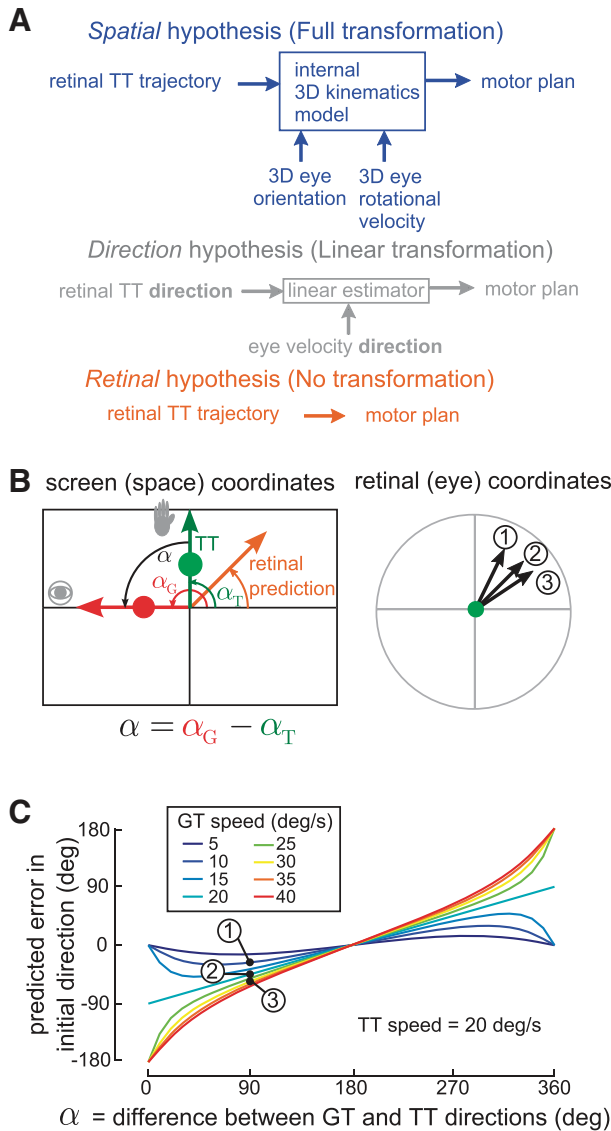 A
Spatial hypothesis (Full transformation)
retinal TT trajectory
internal
3D kinematics
model
motor plan
3D eye
orientation
3D eye
rotational
velocity
Direction hypothesis (Linear transformation)
retinal TT direction
linear estimator
motor plan
eye velocity direction
Retinal hypothesis (No transformation)
retinal TT trajectory
motor plan
B
screen (space) coordinates
retinal (eye) coordinates
TT
α
α_G
α_T
retinal
prediction
1
2
3
α = α_G − α_T
C
GT speed (deg/s)
5
25
10
30
15
35
20
40
180
90
0
-90
-180
predicted error in
initial direction (deg)
1
2
3
TT speed = 20 deg/s
0
90
180
270
360
α = difference between GT and TT directions (deg)